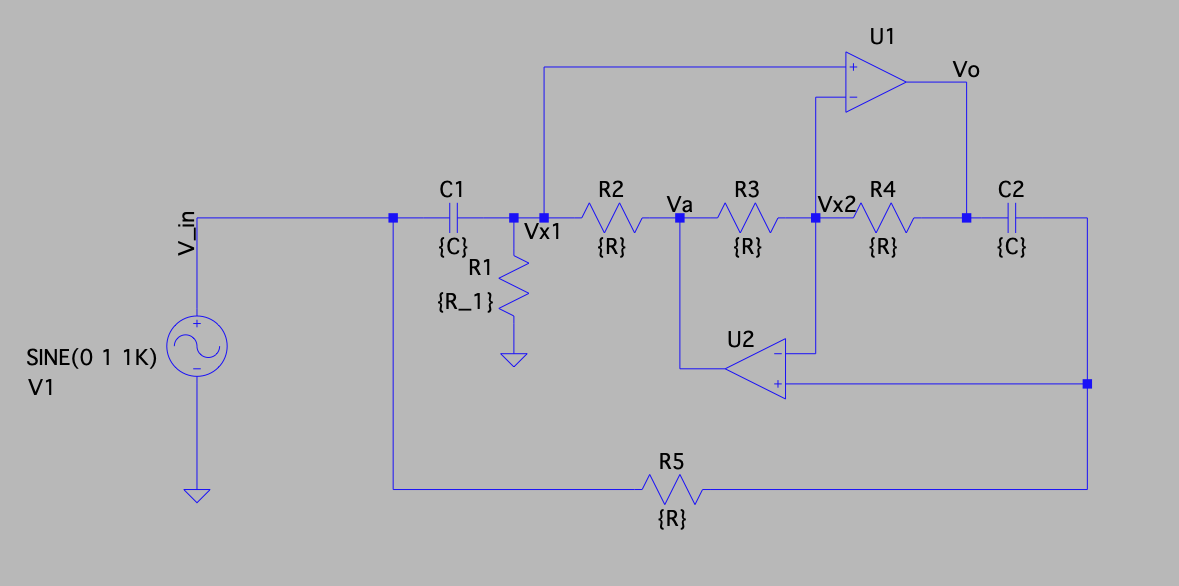 U1
+
−
Vo
C1
R2
R3
R4
C2
V_in
Vx1
Va
Vx2
{C}
{R}
{R}
{R}
{C}
R1
{R_1}
U2
−
+
+
−
SINE(0 1 1K)
V1
R5
{R}